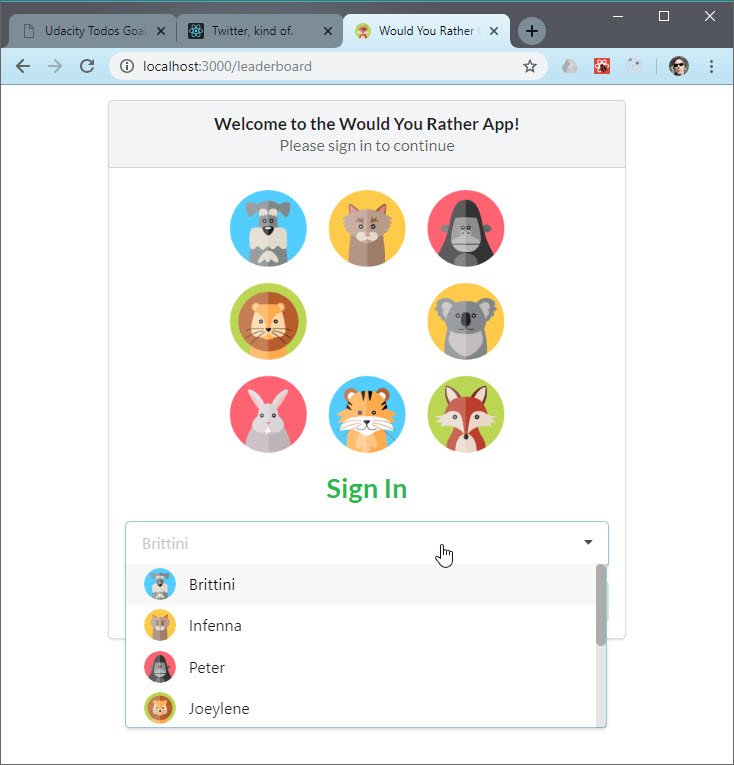 Udacity Todos Goal
Twitter, kind of.
Would You Rather
localhost:3000/leaderboard
Welcome to the Would You Rather App!
Please sign in to continue
Sign In
Brittini
Brittini
Infenna
Peter
Joeylene